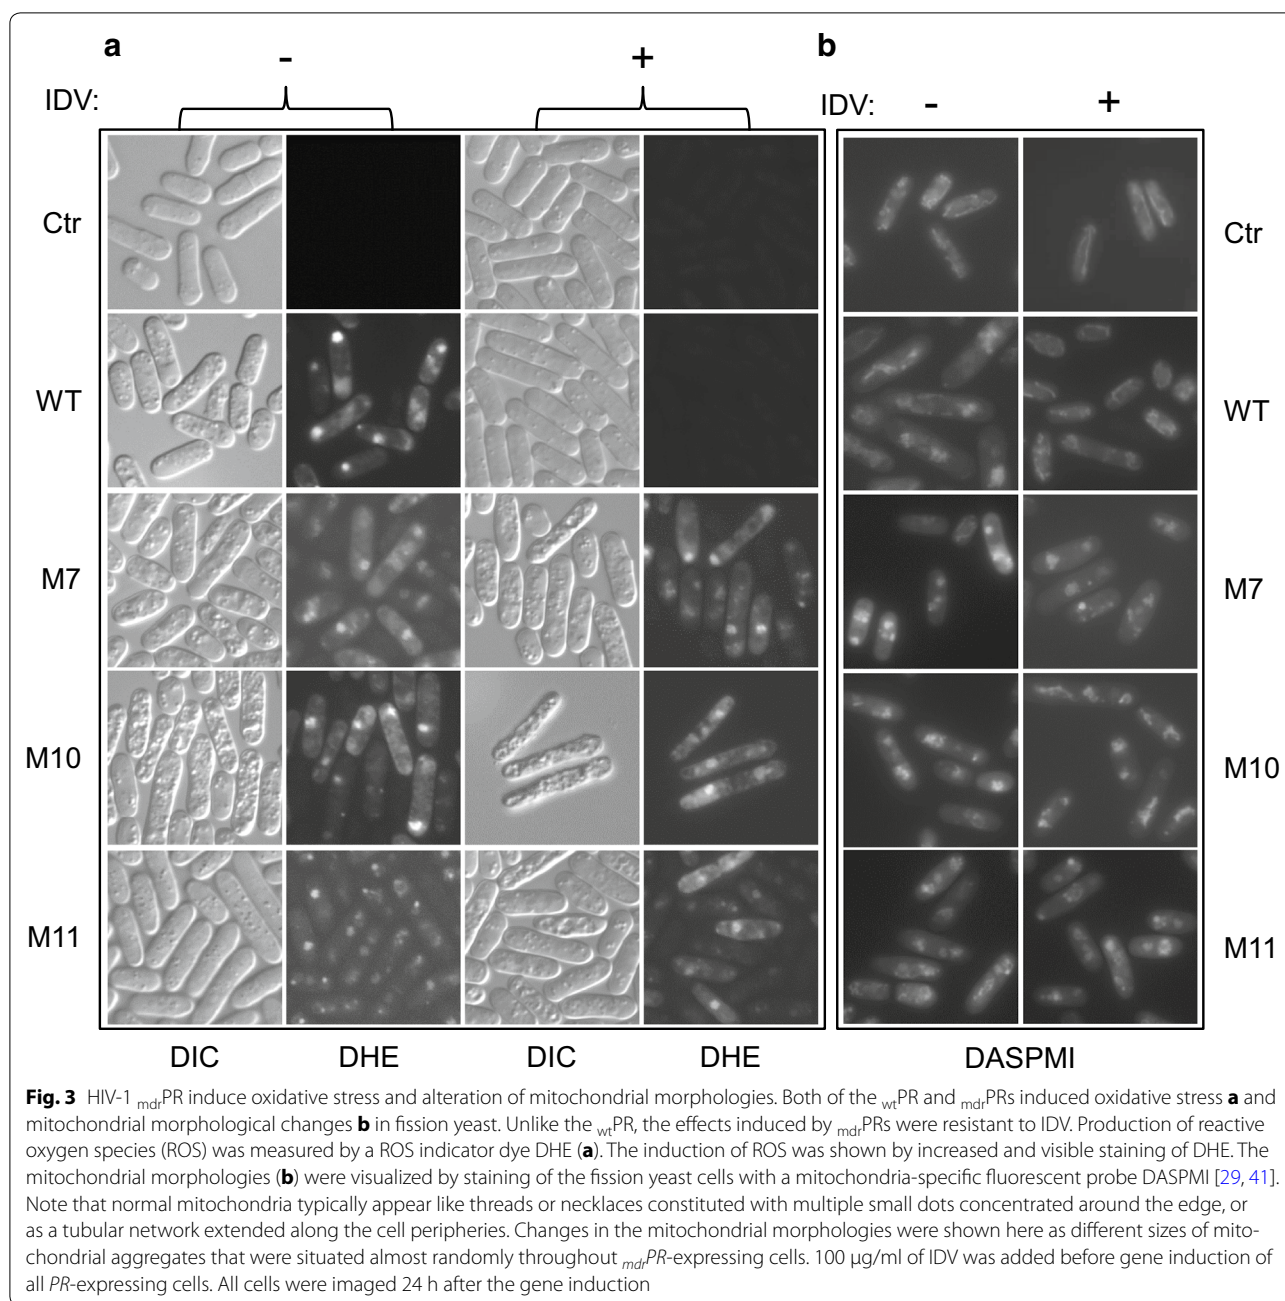 a
b
- +
IDV:
IDV: - +
Ctr
Ctr
WT
WT
M7
M7
M10
M10
M11
M11
DIC DHE DIC DHE DASPMI
Fig. 3 HIV-1 mdrPR induce oxidative stress and alteration of mitochondrial morphologies. Both of the wtPR and mdrPRs induced oxidative stress a and
mitochondrial morphological changes b in fission yeast. Unlike the wtPR, the effects induced by mdrPRs were resistant to IDV. Production of reactive
oxygen species (ROS) was measured by a ROS indicator dye DHE (a). The induction of ROS was shown by increased and visible staining of DHE. The
mitochondrial morphologies (b) were visualized by staining of the fission yeast cells with a mitochondria-specific fluorescent probe DASPMI [29, 41].
Note that normal mitochondria typically appear like threads or necklaces constituted with multiple small dots concentrated around the edge, or
as a tubular network extended along the cell peripheries. Changes in the mitochondrial morphologies were shown here as different sizes of mito-
chondrial aggregates that were situated almost randomly throughout mdrPR-expressing cells. 100 μg/ml of IDV was added before gene induction of
all PR-expressing cells. All cells were imaged 24 h after the gene induction